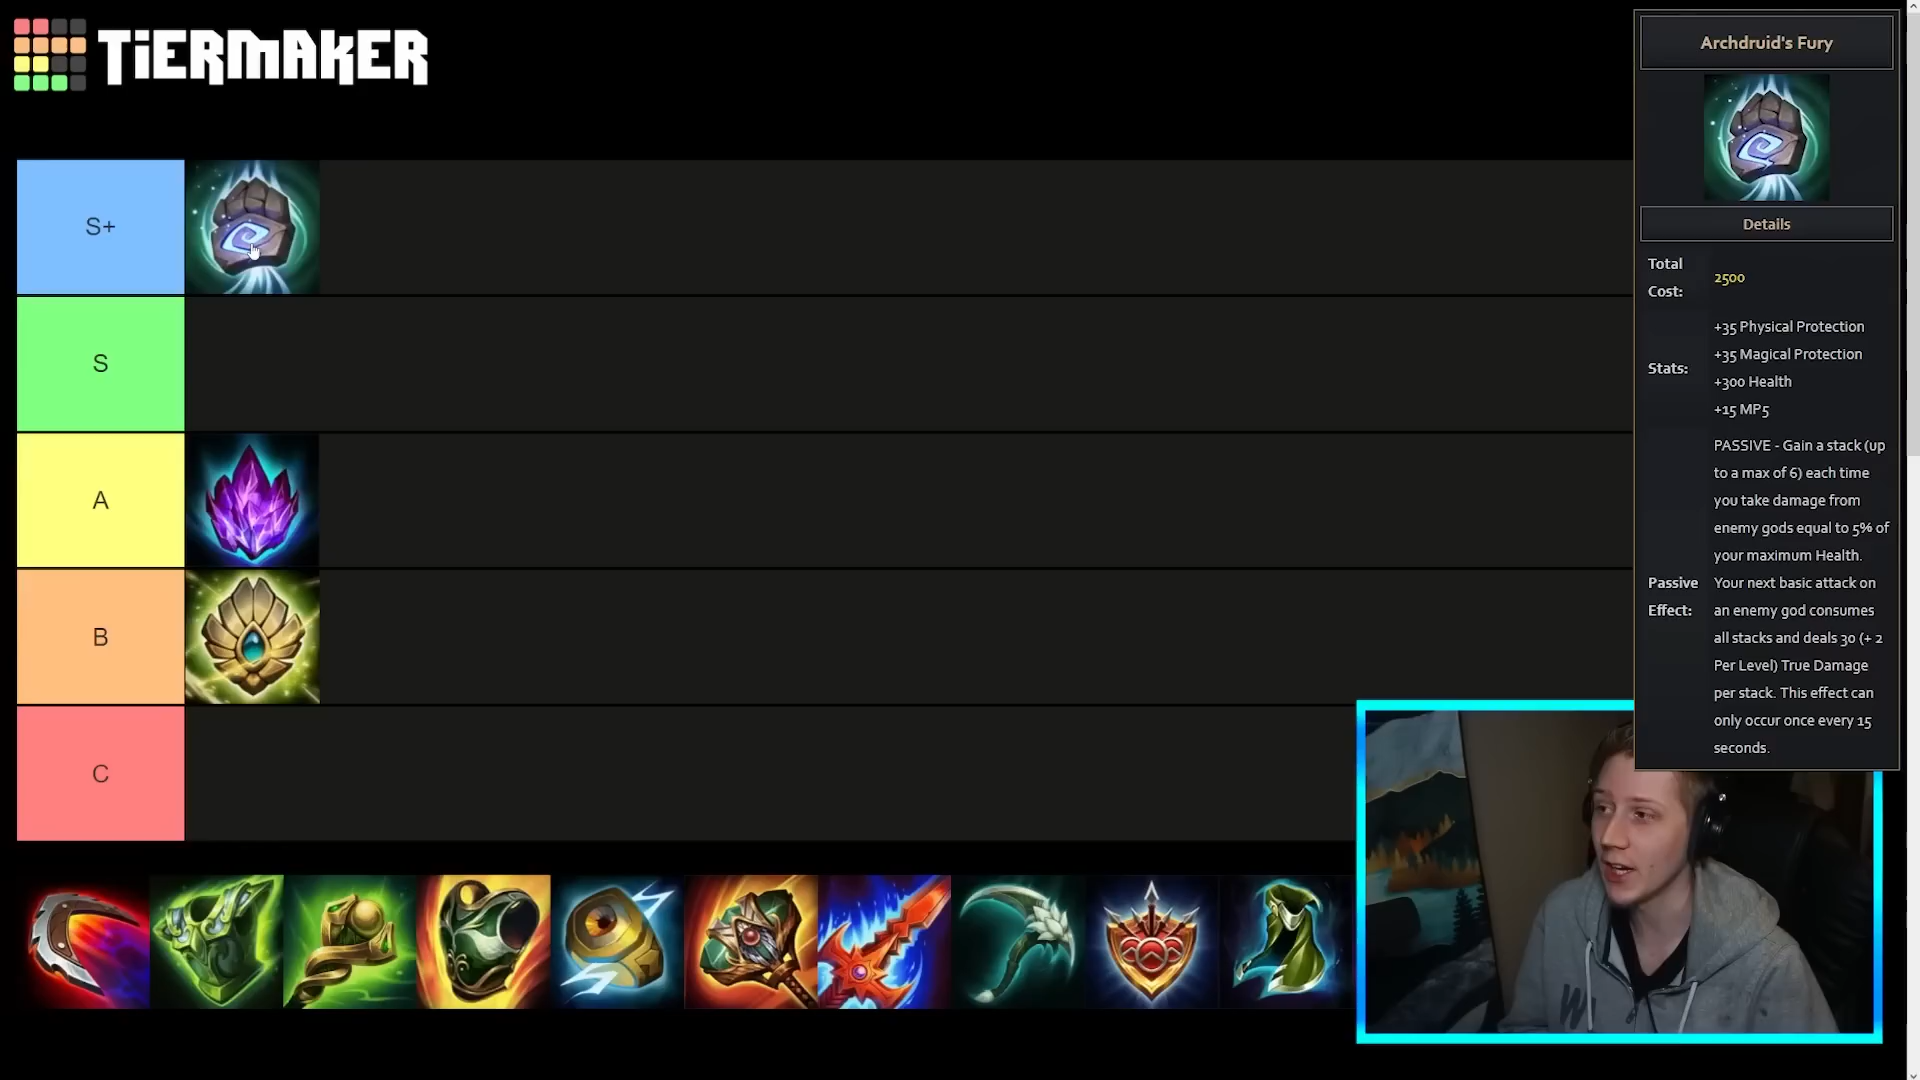 TiERMAKER
Archdruid's Fury
Details
Total
Cost:
2500
Stats:
+35 Physical Protection
+35 Magical Protection
+300 Health
+15 MP5
Passive
Effect:
PASSIVE - Gain a stack (up
to a max of 6) each time
you take damage from
enemy gods equal to 5% of
your maximum Health.
Your next basic attack on
an enemy god consumes
all stacks and deals 30 (+ 2
Per Level) True Damage
per stack. This effect can
only occur once every 15
seconds.
S+
S
A
B
C